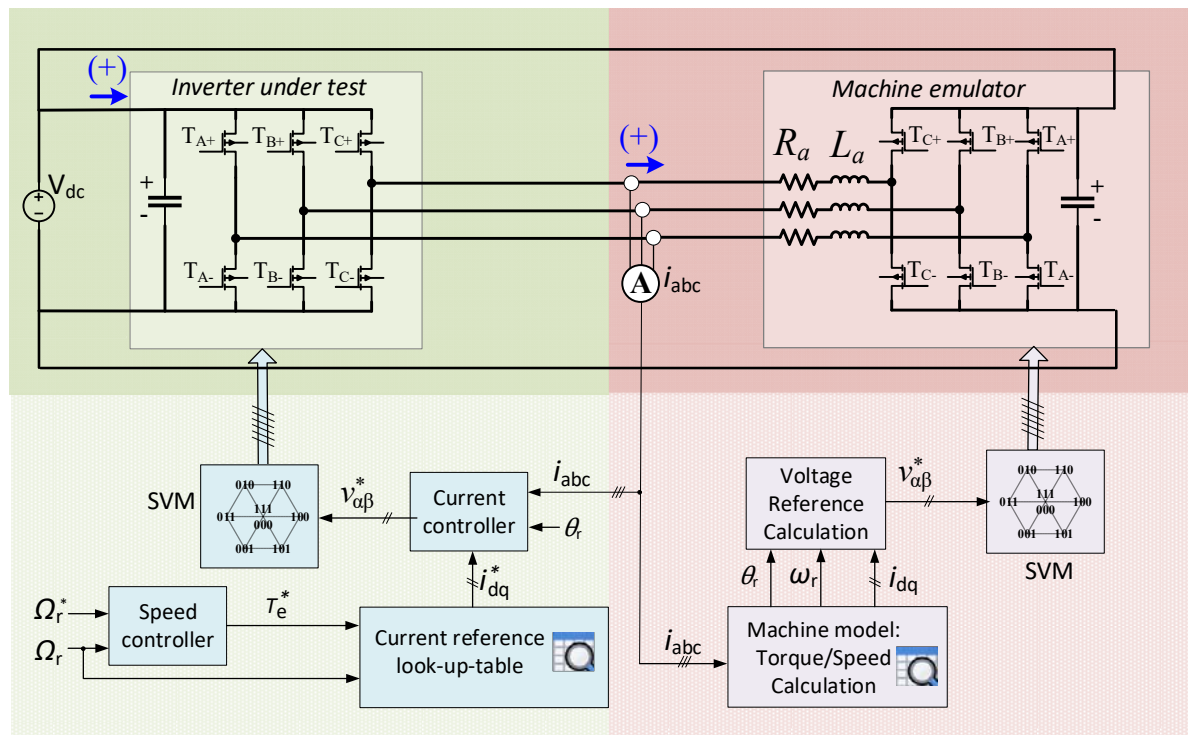 (+)
Inverter under test
T_A+ T_B+ T_C+
V_dc
+
-
+
-
T_A- T_B- T_C-
(+)
A
i_abc
Machine emulator
R_a L_a
T_C+ T_B+ T_A+
+
-
T_C- T_B- T_A-
SVM
010 110
011 111 100
000
001 101
v*_αβ
Current
controller
i_abc
θ_r
i*_dq
Ω_r*
Ω_r
Speed
controller
T_e*
Current reference
look-up-table
Voltage
Reference
Calculation
v*_αβ
010 110
011 111 100
000
001 101
SVM
θ_r ω_r i_dq
i_abc
Machine model:
Torque/Speed
Calculation